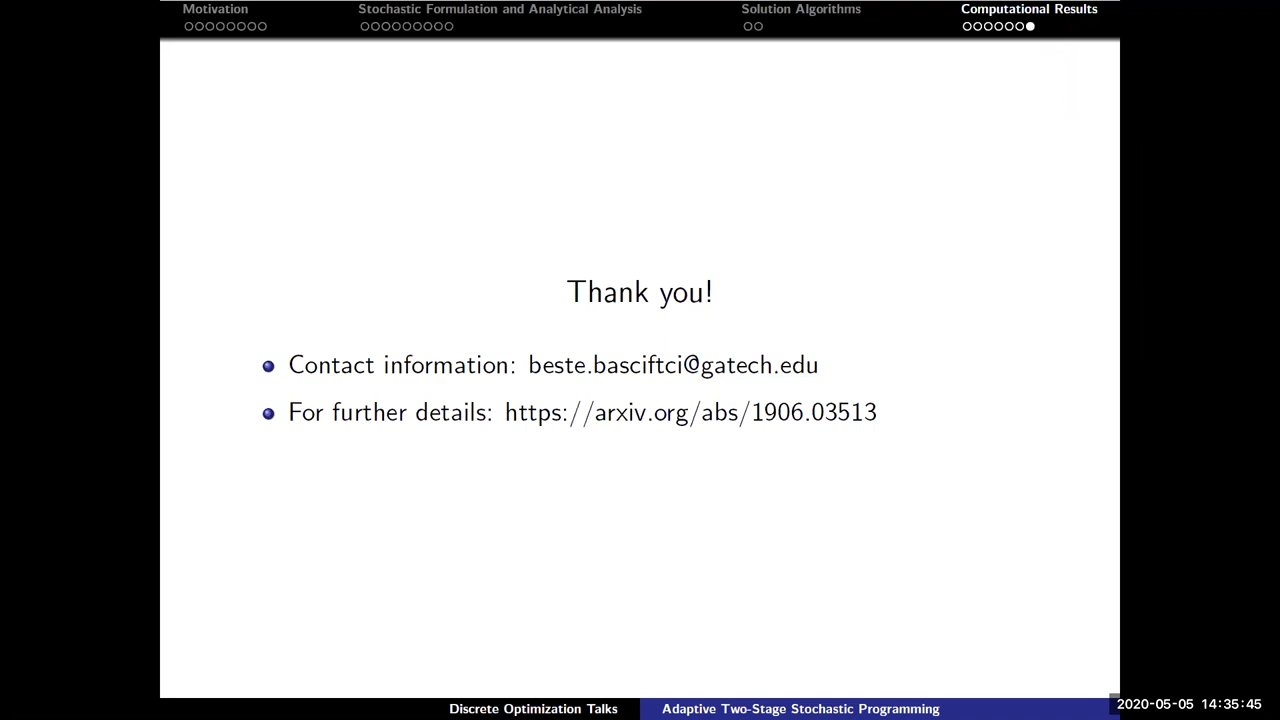 Motivation Stochastic Formulation and Analytical Analysis Solution Algorithms Computational Results
Thank you!
Contact information: beste.basciftci@gatech.edu
For further details: https://arxiv.org/abs/1906.03513
Discrete Optimization Talks Adaptive Two-Stage Stochastic Programming
2020-05-05 14:35:45